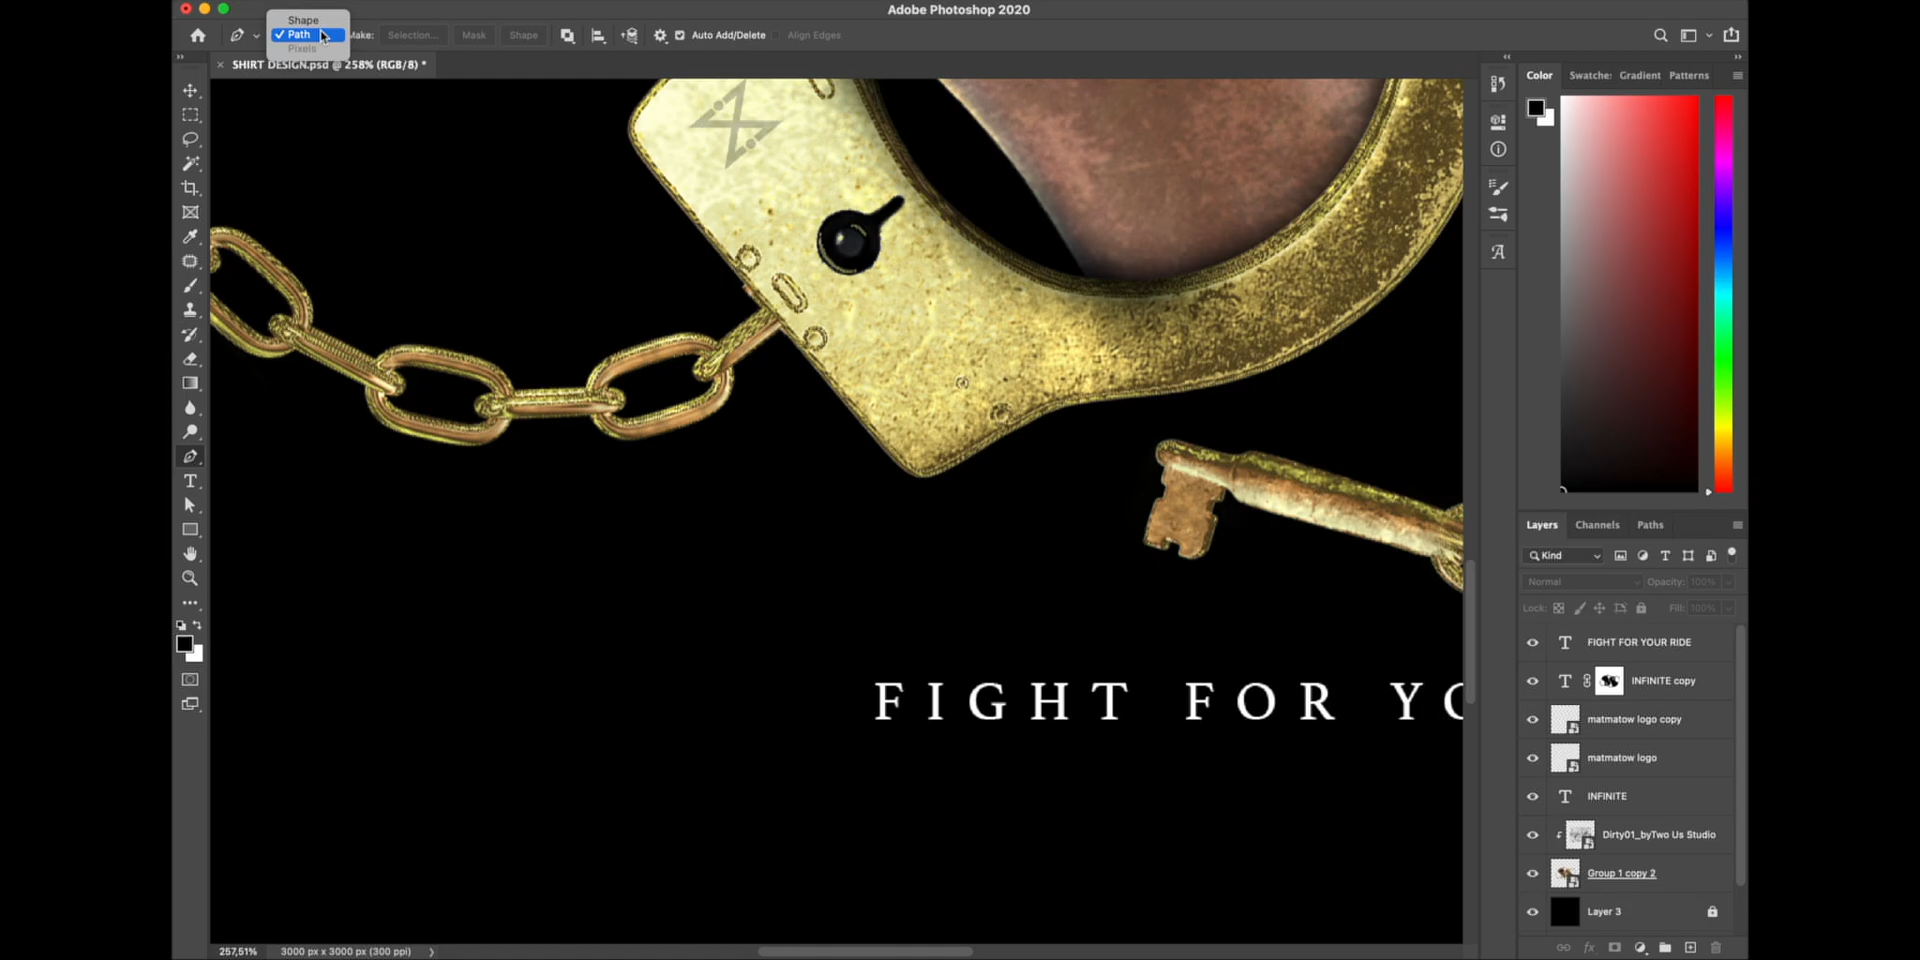 Adobe Photoshop 2020
Shape
Path
Pixels
Make:
Selection...
Mask
Shape
Auto Add/Delete
Align Edges
SHIRT DESIGN.psd @ 258% (RGB/8) *
Color
Swatches
Gradient
Patterns
Layers
Channels
Paths
Kind
Normal
Opacity: 100%
Lock:
Fill: 100%
FIGHT FOR YOUR RIDE
INFINITE copy
matmatow logo copy
matmatow logo
INFINITE
Dirty01_byTwo Us Studio
Group 1 copy 2
Layer 3
FIGHT FOR YO
257,51%
3000 px x 3000 px (300 ppi)